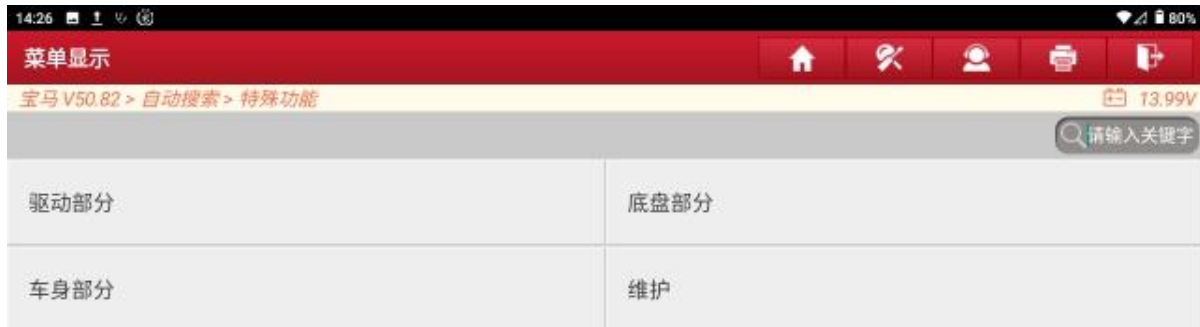 14:26 80%
菜单显示
宝马 V50.82 > 自动搜索 > 特殊功能 13.99V
请输入关键字
驱动部分 底盘部分
车身部分 维护